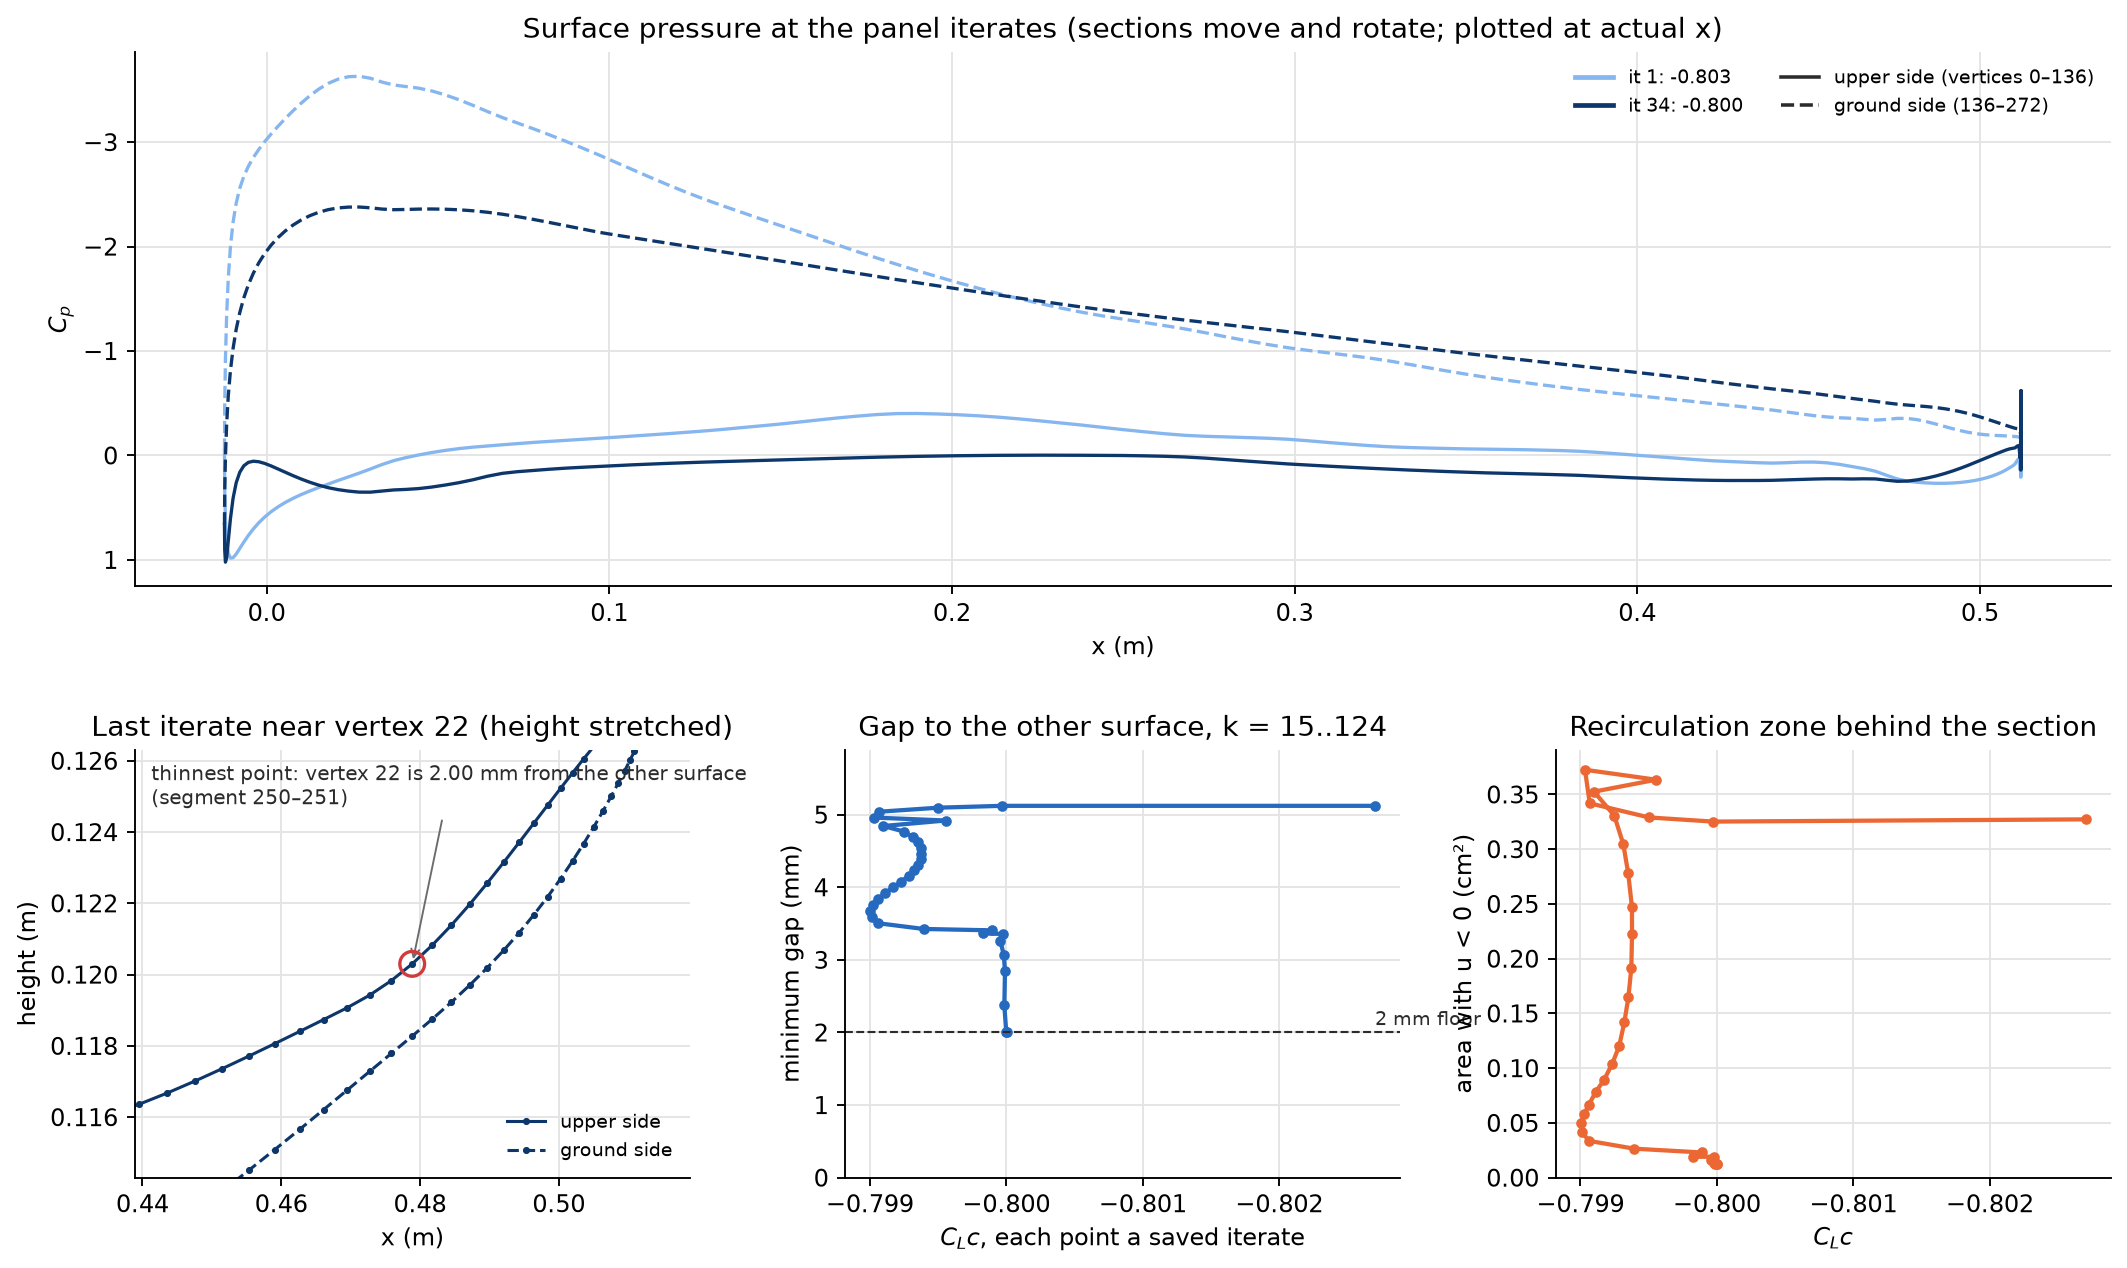 Surface pressure at the panel iterates (sections move and rotate; plotted at actual x)
it 1: -0.803
it 34: -0.800
upper side (vertices 0–136)
ground side (136–272)
−3
−2
−1
0
1
C_p
0.0 0.1 0.2 0.3 0.4 0.5
x (m)
Last iterate near vertex 22 (height stretched)
thinnest point: vertex 22 is 2.00 mm from the other surface
(segment 250–251)
0.126
0.124
0.122
0.120
0.118
0.116
height (m)
upper side
ground side
0.44 0.46 0.48 0.50
x (m)
Gap to the other surface, k = 15..124
5
4
3
2
1
0
minimum gap (mm)
2 mm floor
−0.799 −0.800 −0.801 −0.802
C_Lc, each point a saved iterate
Recirculation zone behind the section
0.35
0.30
0.25
0.20
0.15
0.10
0.05
0.00
area with u < 0 (cm²)
−0.799 −0.800 −0.801 −0.802
C_Lc